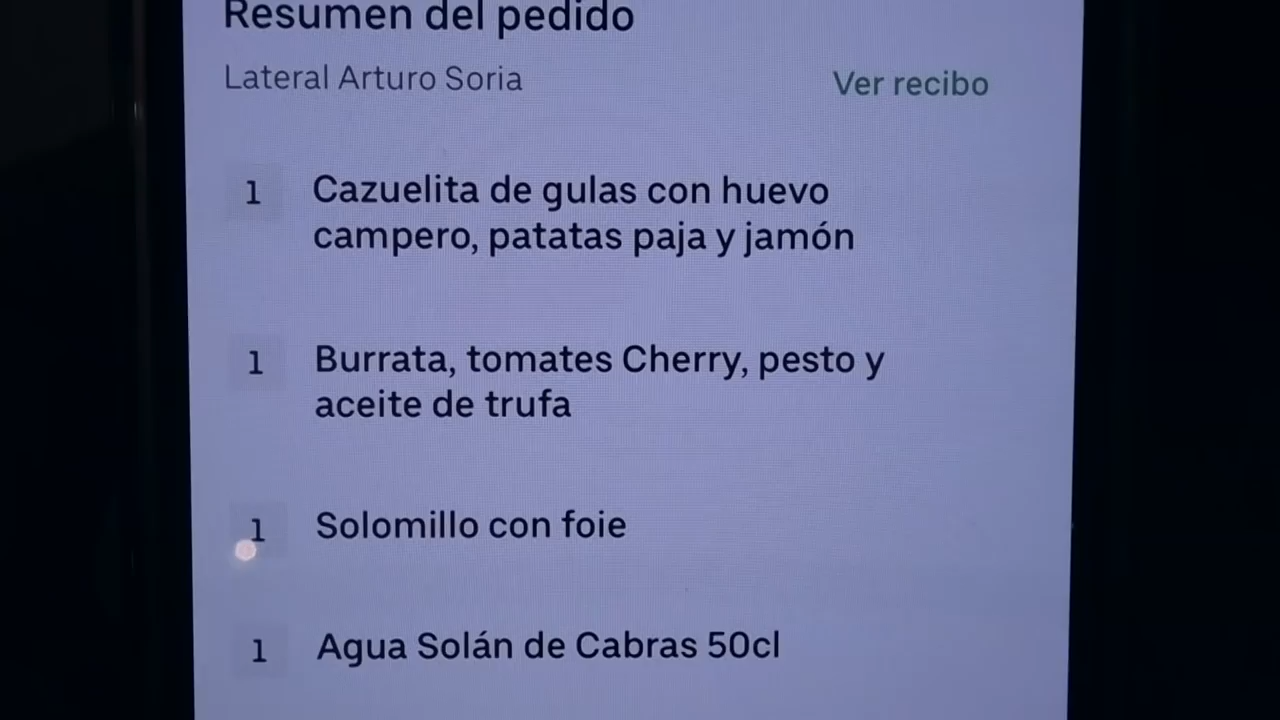 Resumen del pedido
Lateral Arturo Soria
Ver recibo
1 Cazuelita de gulas con huevo
campero, patatas paja y jamón
1 Burrata, tomates Cherry, pesto y
aceite de trufa
1 Solomillo con foie
1 Agua Solán de Cabras 50cl